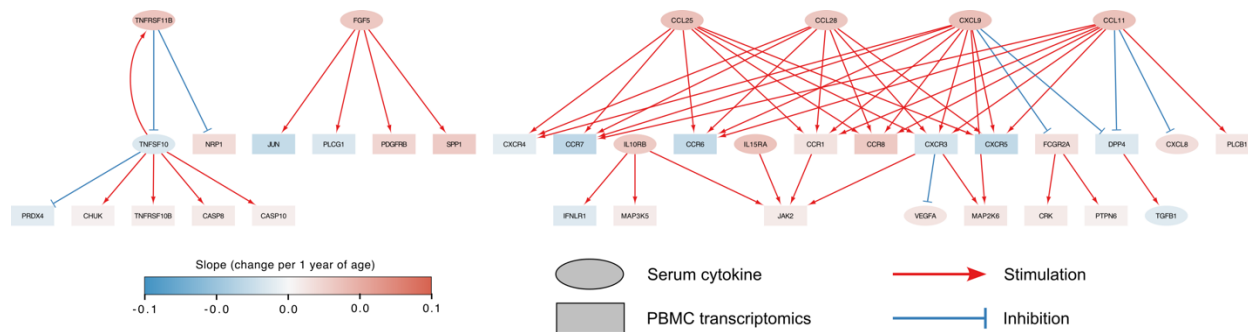 TNFRSF11B
FGF5
CCL25
CCL28
CXCL9
CCL11
TNFSF10
NRP1
JUN
PLCG1
PDGFRB
SPP1
CXCR4
CCR7
IL10RB
CCR6
IL15RA
CCR1
CCR8
CXCR3
CXCR5
FCGR2A
DPP4
CXCL8
PLCB1
PRDX4
CHUK
TNFRSF10B
CASP8
CASP10
IFNLR1
MAP3K5
JAK2
VEGFA
MAP2K6
CRK
PTPN6
TGFB1
Slope (change per 1 year of age)
-0.1
-0.0
0.0
0.0
0.1
Serum cytokine
Stimulation
PBMC transcriptomics
Inhibition